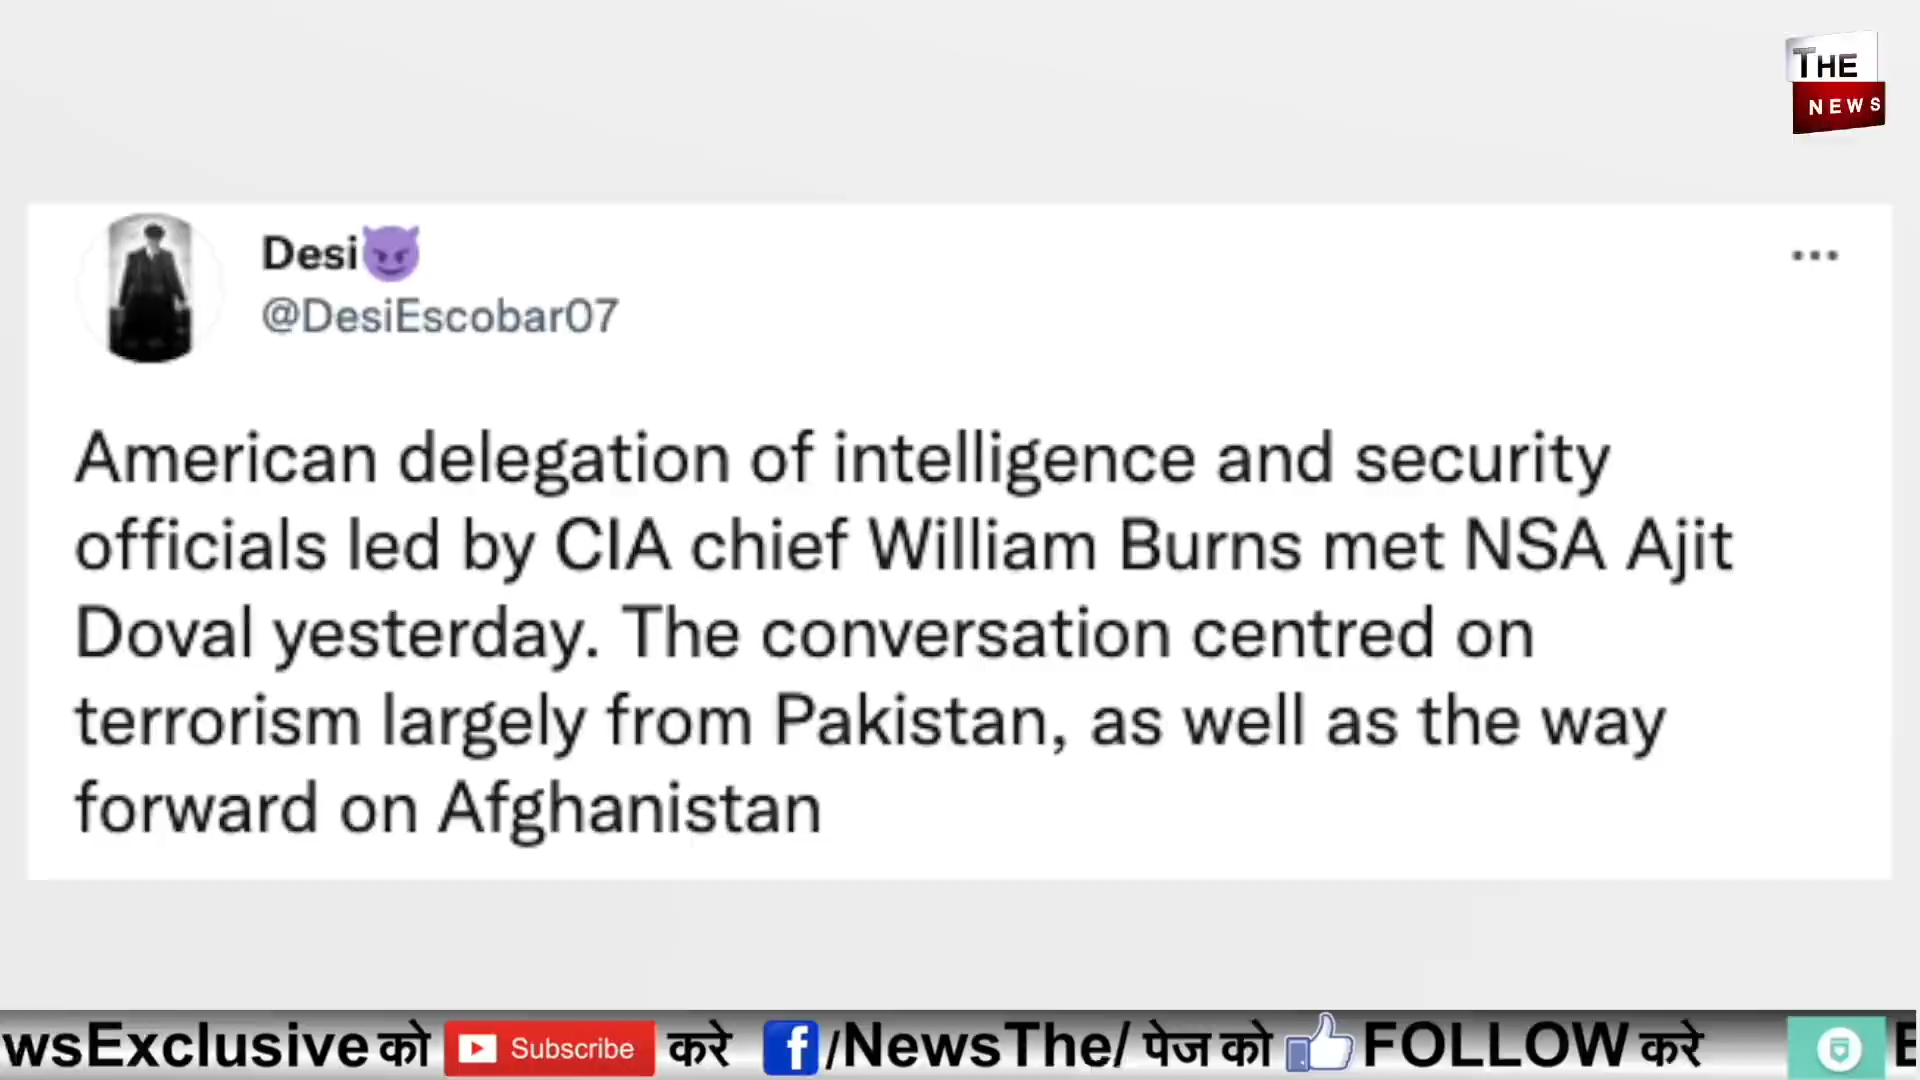 THE
NEWS
Desi😈
@DesiEscobar07
American delegation of intelligence and security
officials led by CIA chief William Burns met NSA Ajit
Doval yesterday. The conversation centred on
terrorism largely from Pakistan, as well as the way
forward on Afghanistan
wsExclusive को Subscribe करे f/NewsThe/ पेज को FOLLOW करे